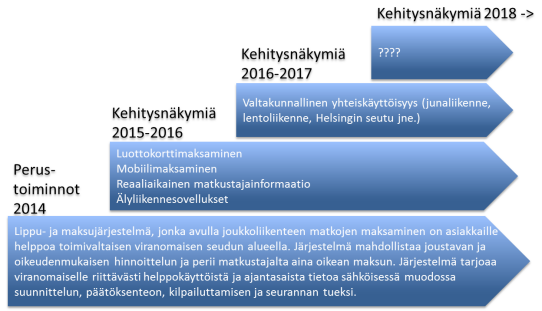 Kehitysnäkymiä 2018 ->
????
Kehitysnäkymiä
2016-2017
Valtakunnallinen yhteiskäyttöisyys (junaliikenne,
lentoliikenne, Helsingin seutu jne.)
Kehitysnäkymiä
2015-2016
Luottokorttimaksaminen
Mobiilimaksaminen
Reaaliaikainen matkustajainformaatio
Älyliikennesovellukset
Perus-
toiminnot
2014
Lippu- ja maksujärjestelmä, jonka avulla joukkoliikenteen matkojen maksaminen on asiakkaille
helppoa toimivaltaisen viranomaisen seudun alueella. Järjestelmä mahdollistaa joustavan ja
oikeudenmukaisen hinnoittelun ja perii matkustajalta aina oikean maksun. Järjestelmä tarjoaa
viranomaiselle riittävästi helppokäyttöistä ja ajantasaista tietoa sähköisessä muodossa
suunnittelun, päätöksenteon, kilpailuttamisen ja seurannan tueksi.